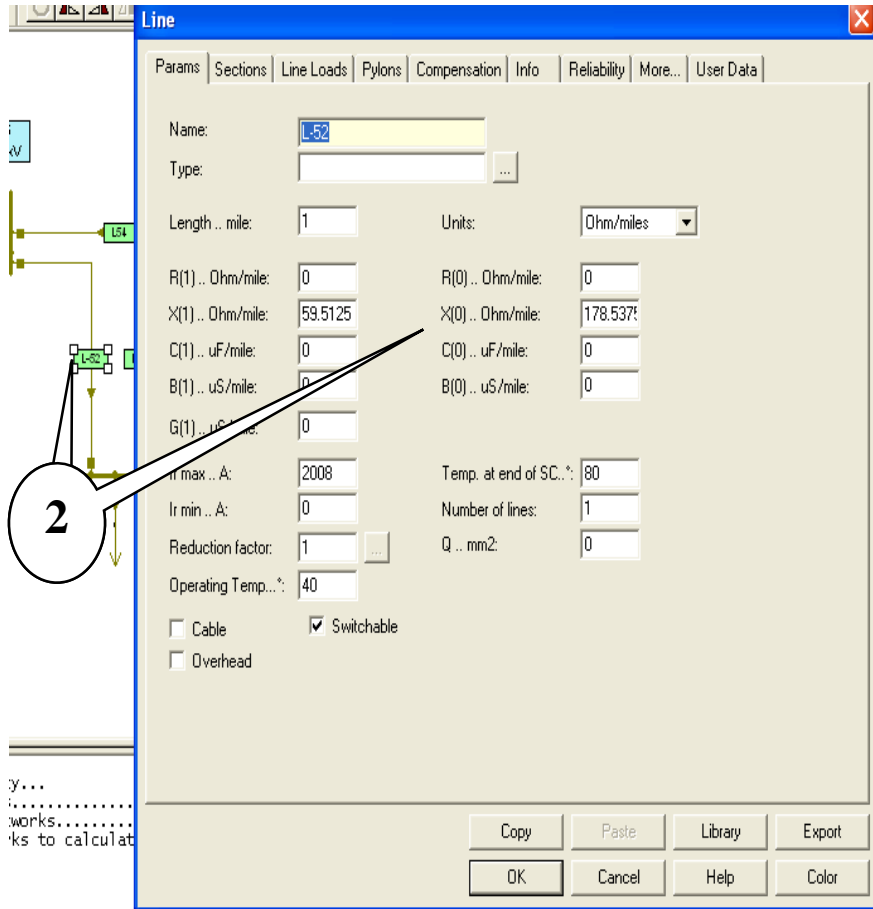 Line
Params Sections Line Loads Pylons Compensation Info Reliability More... User Data
Name: L-52
Type: ...
Length .. mile: 1 Units: Ohm/miles
R(1) .. Ohm/mile: 0 R(0) .. Ohm/mile: 0
X(1) .. Ohm/mile: 59.5125 X(0) .. Ohm/mile: 178.5375
C(1) .. uF/mile: 0 C(0) .. uF/mile: 0
B(1) .. uS/mile: B(0) .. uS/mile: 0
G(1) .. 0
Ir max .. A: 2008 Temp. at end of SC..°: 80
Ir min .. A: 0 Number of lines: 1
Reduction factor: 1 ... Q .. mm2: 0
Operating Temp...°: 40
Cable Switchable
Overhead
Copy Paste Library Export
OK Cancel Help Color
kV
L54
L-52
2
y...
works.........
ks to calculat